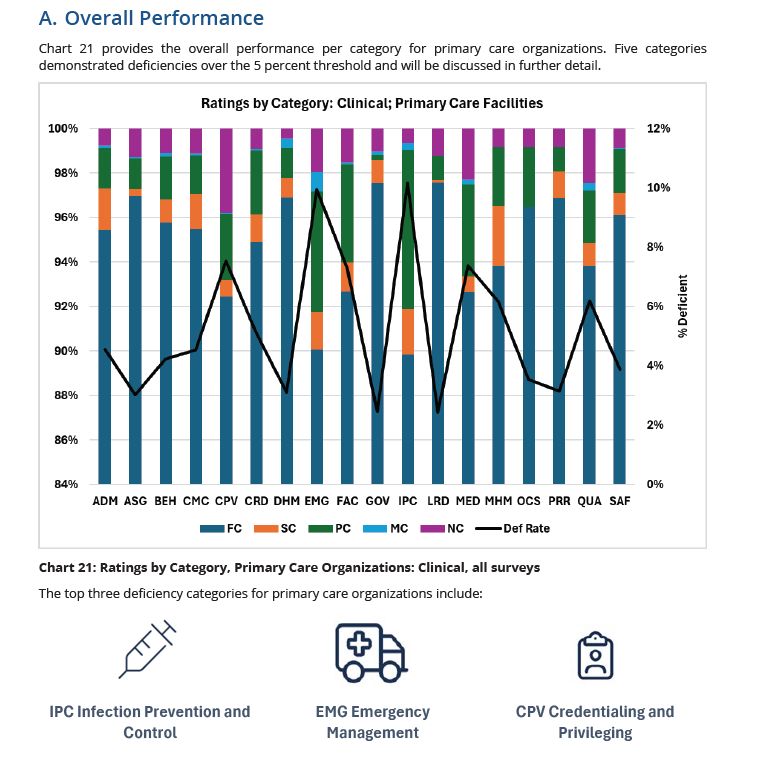 A. Overall Performance
Chart 21 provides the overall performance per category for primary care organizations. Five categories
demonstrated deficiencies over the 5 percent threshold and will be discussed in further detail.
Ratings by Category: Clinical; Primary Care Facilities
100%
98%
96%
94%
92%
90%
88%
86%
84%
12%
10%
8%
6%
4%
2%
0%
% Deficient
ADM ASG BEH CMC CPV CRD DHM EMG FAC GOV IPC LRD MED MHM OCS PRR QUA SAF
FC SC PC MC NC Def Rate
Chart 21: Ratings by Category, Primary Care Organizations: Clinical, all surveys
The top three deficiency categories for primary care organizations include:
IPC Infection Prevention and
Control
EMG Emergency
Management
CPV Credentialing and
Privileging